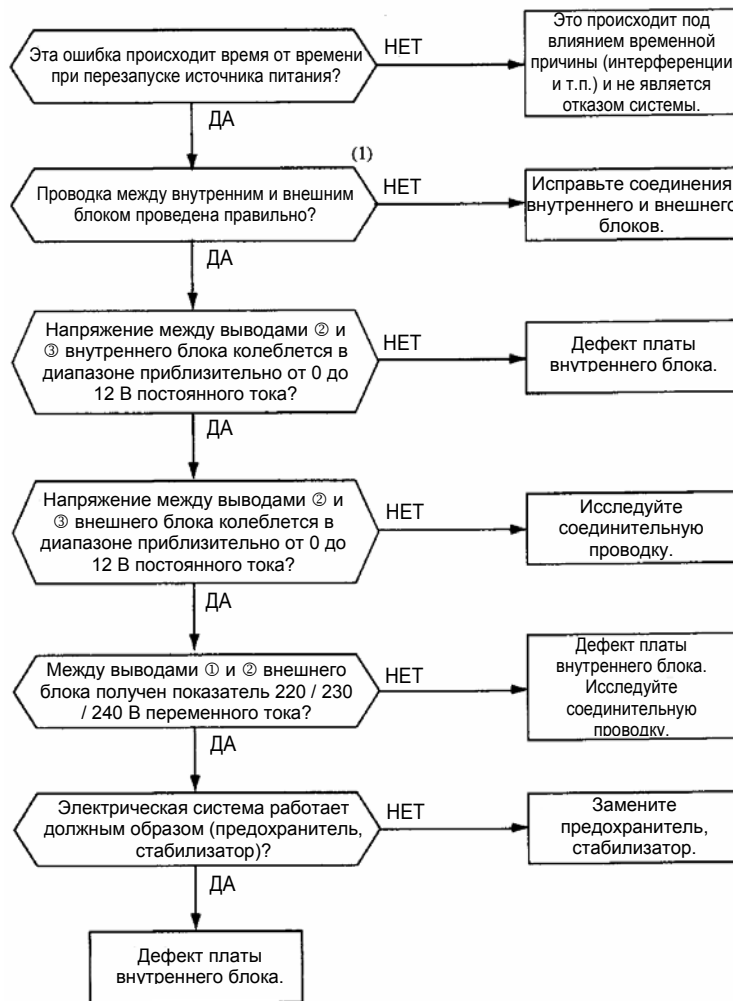 Эта ошибка происходит время от времени
при перезапуске источника питания?
НЕТ
Это происходит под
влиянием временной
причины (интерференции
и т.п.) и не является
отказом системы.
ДА
(1)
Проводка между внутренним и внешним
блоком проведена правильно?
НЕТ
Исправьте соединения
внутреннего и внешнего
блоков.
ДА
Напряжение между выводами ② и
③ внутреннего блока колеблется в
диапазоне приблизительно от 0 до
12 В постоянного тока?
НЕТ
Дефект платы
внутреннего блока.
ДА
Напряжение между выводами ② и
③ внешнего блока колеблется в
диапазоне приблизительно от 0 до
12 В постоянного тока?
НЕТ
Исследуйте
соединительную
проводку.
ДА
Между выводами ① и ② внешнего
блока получен показатель 220 / 230
/ 240 В переменного тока?
НЕТ
Дефект платы
внутреннего блока.
Исследуйте
соединительную
проводку.
ДА
Электрическая система работает
должным образом (предохранитель,
стабилизатор)?
НЕТ
Замените
предохранитель,
стабилизатор.
ДА
Дефект платы
внутреннего блока.